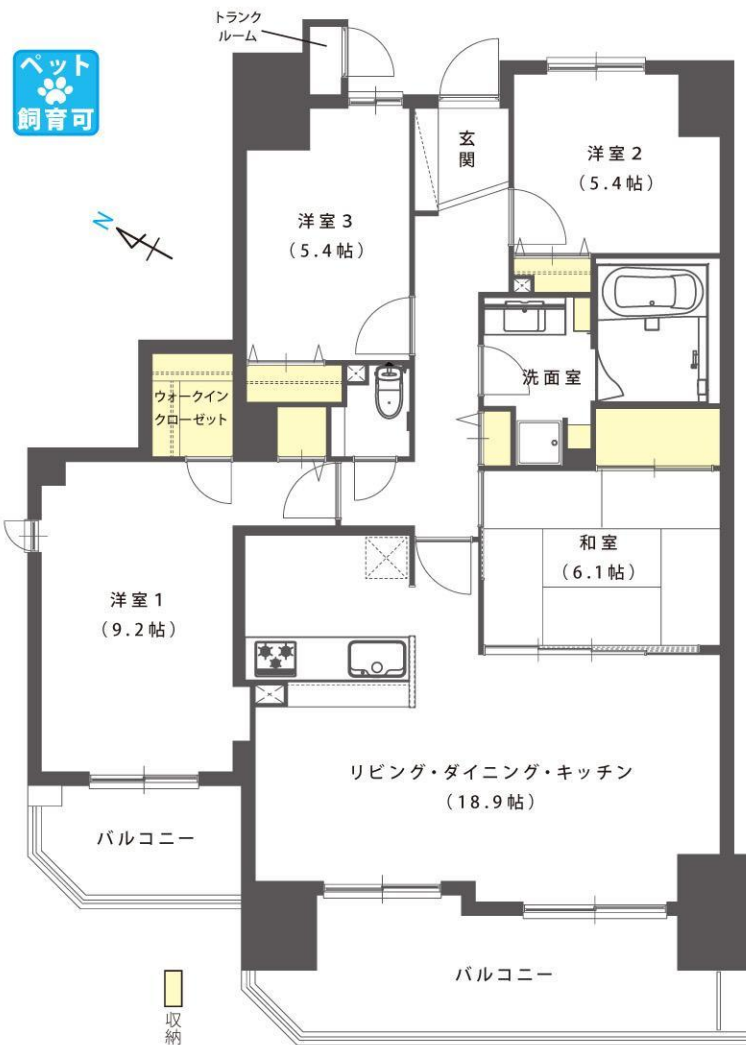 トランク
ルーム
ペット
飼育可
玄
関
洋室2
（5.4帖）
洋室3
（5.4帖）
N
洗面室
ウォークイン
クローゼット
和室
（6.1帖）
洋室1
（9.2帖）
リビング・ダイニング・キッチン
（18.9帖）
バルコニー
バルコニー
収
納